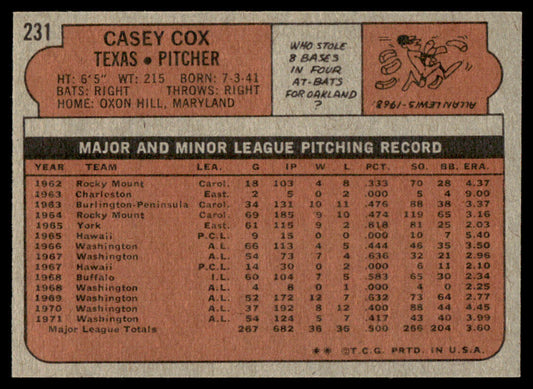 231
CASEY COX
TEXAS • PITCHER
HT: 6'5" WT: 215 BORN: 7-3-41
BATS: RIGHT THROWS: RIGHT
HOME: OXON HILL, MARYLAND
WHO STOLE
8 BASES
IN FOUR
AT-BATS
FOR OAKLAND
?
ALLAN LEWIS-1968
MAJOR AND MINOR LEAGUE PITCHING RECORD
YEAR TEAM LEA. G IP W L PCT. SO. BB. ERA.
1962 Rocky Mount Carol. 18 103 4 8 .333 70 28 4.37
1963 Charleston East. 2 5 0 0 .000 5 4 9.00
1963 Burlington-Peninsula Carol. 34 131 10 11 .476 88 38 3.37
1964 Rocky Mount Carol. 69 185 9 10 .474 119 65 3.16
1965 York East. 61 115 9 2 .818 81 25 2.03
1965 Hawaii P.C.L. 9 15 0 0 .000 10 7 5.40
1966 Washington A.L. 66 113 4 5 .444 46 35 3.50
1967 Washington A.L. 54 73 7 4 .636 32 21 2.96
1967 Hawaii P.C.L. 14 30 0 2 .000 6 6 3.60
1968 Buffalo I.L. 60 104 7 5 .583 65 30 2.34
1968 Washington A.L. 4 8 0 1 .000 4 0 2.25
1969 Washington A.L. 52 172 12 7 .632 73 64 2.77
1970 Washington A.L. 37 192 8 12 .400 68 44 4.45
1971 Washington A.L. 54 124 5 7 .417 43 40 3.99
Major League Totals 267 682 36 36 .500 266 204 3.60
** © T.C.G. PRTD. IN U.S.A.